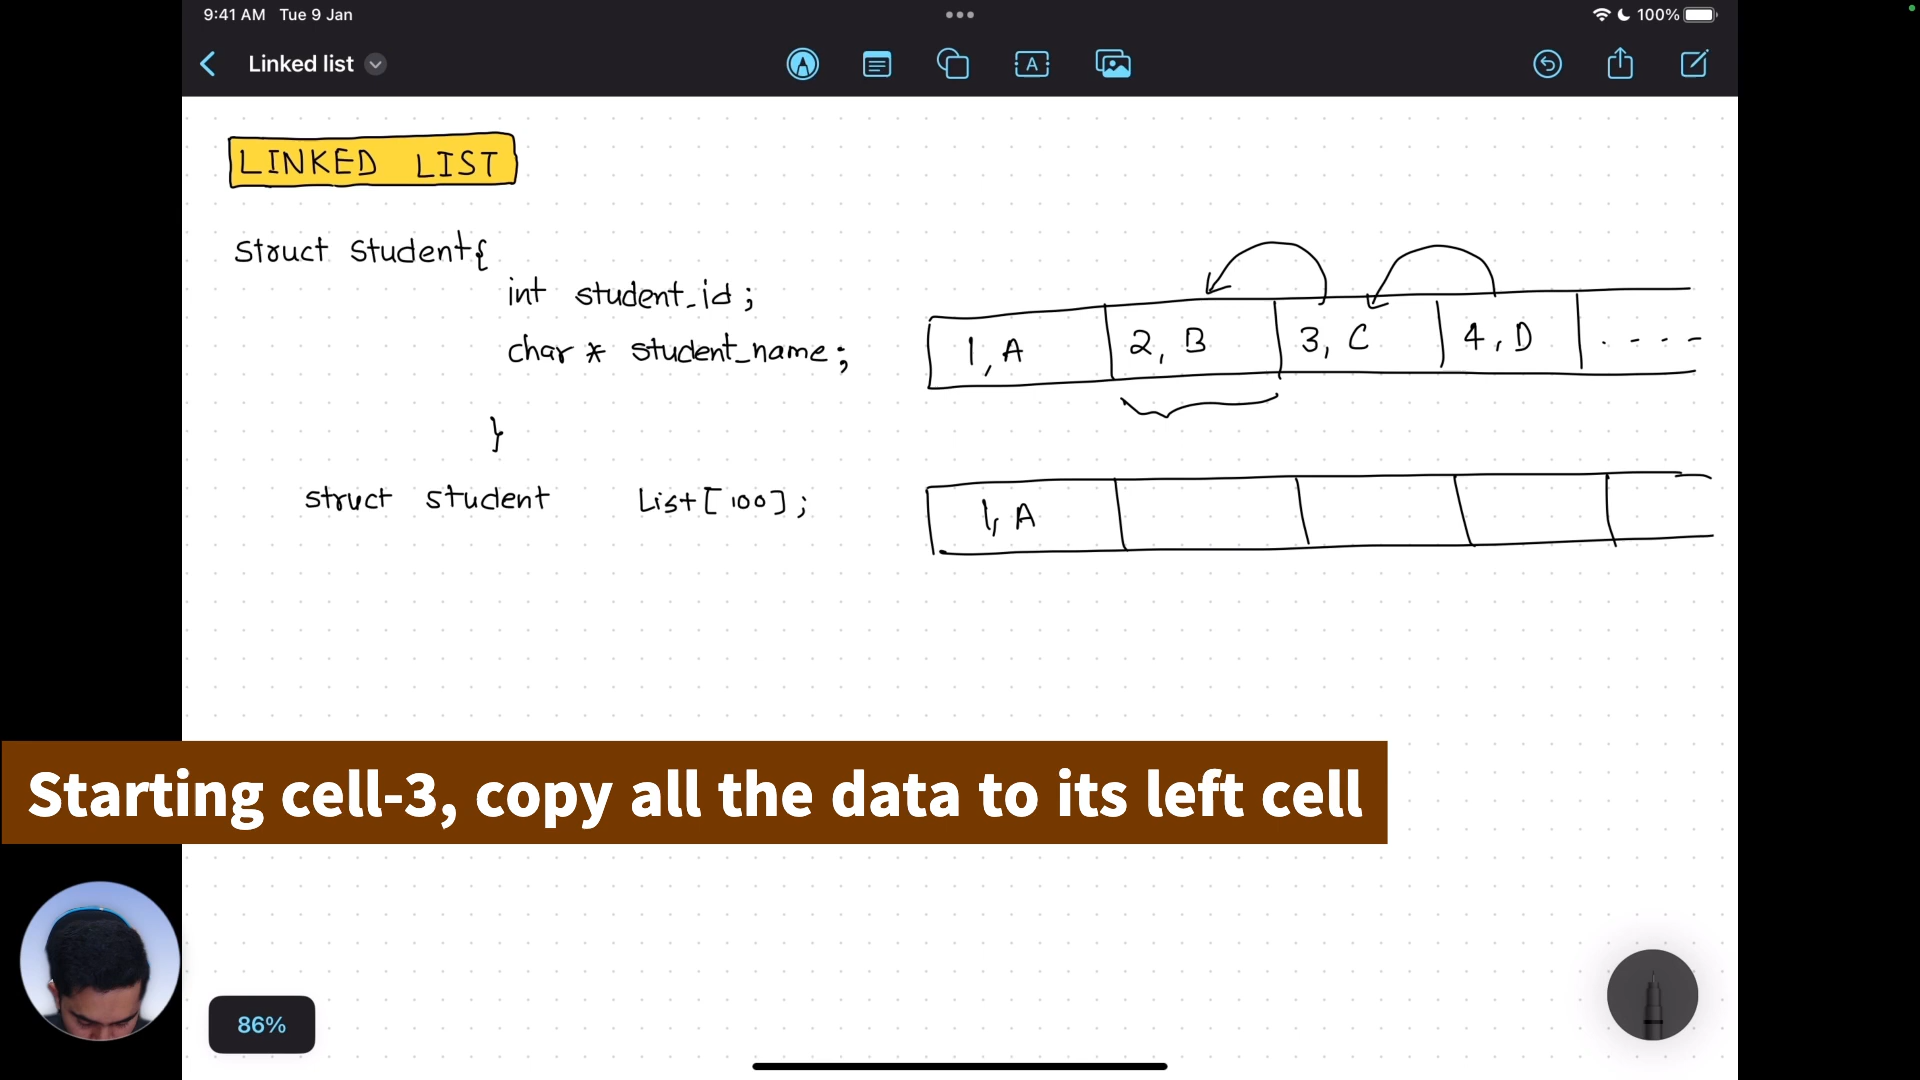 9:41 AM Tue 9 Jan
100%
Linked list
A
LINKED LIST
Struct Student{
int student_id;
char * student_name;
}
struct student List[100];
1, A 2, B 3, C 4, D . - - -
1, A
Starting cell-3, copy all the data to its left cell
86%